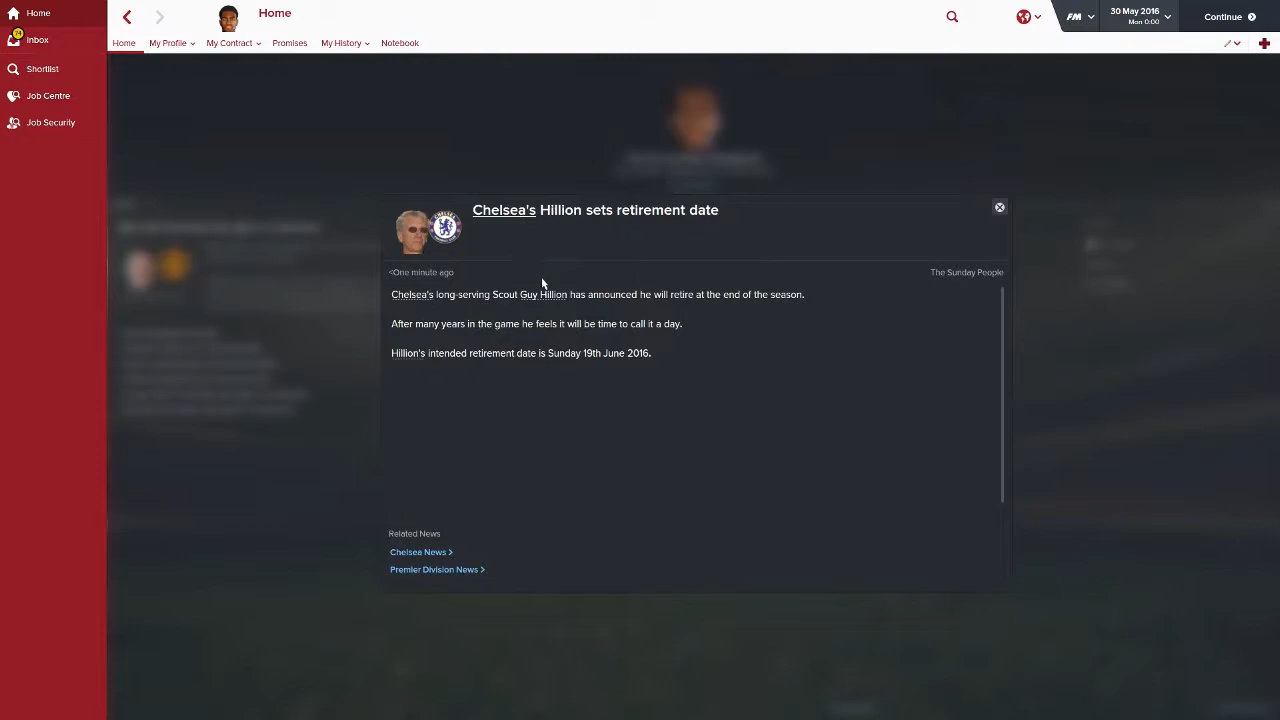 Home
Home
30 May 2016
Mon 0:00
FM
Continue
24
Inbox
Home
My Profile
My Contract
Promises
My History
Notebook
Shortlist
Job Centre
Job Security
Chelsea's Hillion sets retirement date
<One minute ago
The Sunday People
Chelsea's long-serving Scout Guy Hillion has announced he will retire at the end of the season.
After many years in the game he feels it will be time to call it a day.
Hillion's intended retirement date is Sunday 19th June 2016.
Related News
Chelsea News >
Premier Division News >